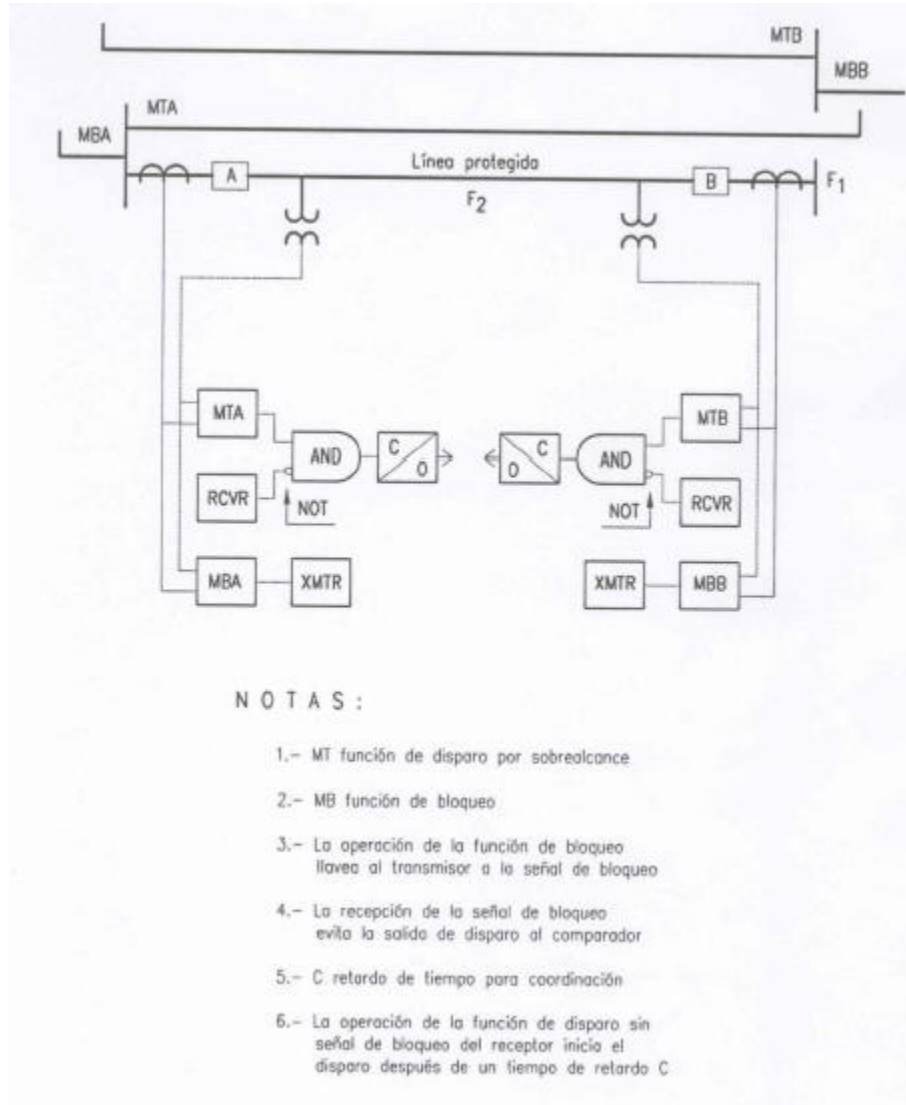 MTB
MBB
MTA
MBA
Línea protegida
A
B
F1
F2
MTA
AND
C
O
RCVR
NOT
MBA
XMTR
O
C
AND
MTB
NOT
RCVR
XMTR
MBB
NOTAS:
1.- MT función de disparo por sobrealcance
2.- MB función de bloqueo
3.- La operación de la función de bloqueo
llavea al transmisor a la señal de bloqueo
4.- La recepción de la señal de bloqueo
evita la salida de disparo al comparador
5.- C retardo de tiempo para coordinación
6.- La operación de la función de disparo sin
señal de bloqueo del receptor inicia el
disparo después de un tiempo de retardo C